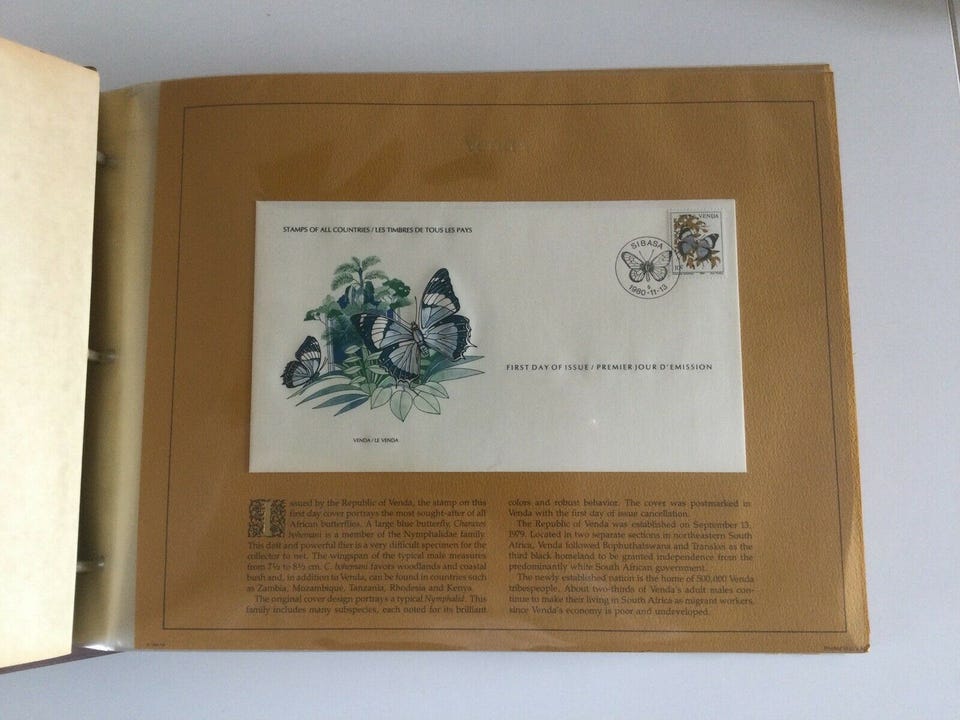 Venda
STAMPS OF ALL COUNTRIES / LES TIMBRES DE TOUS LES PAYS
VENDA
10c
SIBASA
s
1980-11-13
FIRST DAY OF ISSUE / PREMIER JOUR D'EMISSION
VENDA / LE VENDA
Issued by the Republic of Venda, the stamp on this
first day cover portrays the most sought-after of all
African butterflies. A large blue butterfly, Charaxes
bohemani is a member of the Nymphalidae family.
This deft and powerful flier is a very difficult specimen for the
collector to net. The wingspan of the typical male measures
from 7½ to 8½ cm. C. bohemani favors woodlands and coastal
bush and, in addition to Venda, can be found in countries such
as Zambia, Mozambique, Tanzania, Rhodesia and Kenya.
The original cover design portrays a typical Nymphalid. This
family includes many subspecies, each noted for its brilliant
colors and robust behavior. The cover was postmarked in
Venda with the first day of issue cancellation.
The Republic of Venda was established on September 13,
1979. Located in two separate sections in northeastern South
Africa, Venda followed Bophuthatswana and Transkei as the
third black homeland to be granted independence from the
predominantly white South African government.
The newly established nation is the home of 500,000 Venda
tribespeople. About two-thirds of Venda's adult males con-
tinue to make their living in South Africa as migrant workers,
since Venda's economy is poor and undeveloped.